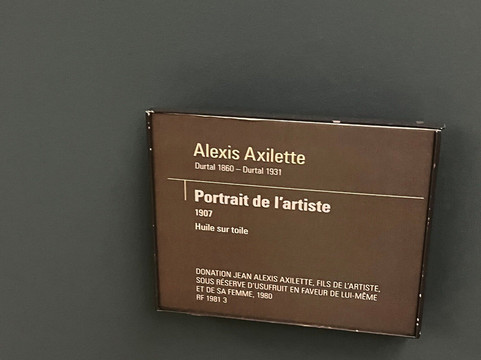 Alexis Axilette
Durtal 1860 – Durtal 1931
Portrait de l'artiste
1907
Huile sur toile
DONATION JEAN ALEXIS AXILETTE, FILS DE L'ARTISTE,
SOUS RÉSERVE D'USUFRUIT EN FAVEUR DE LUI-MÊME
ET DE SA FEMME, 1980
RF 1981 3